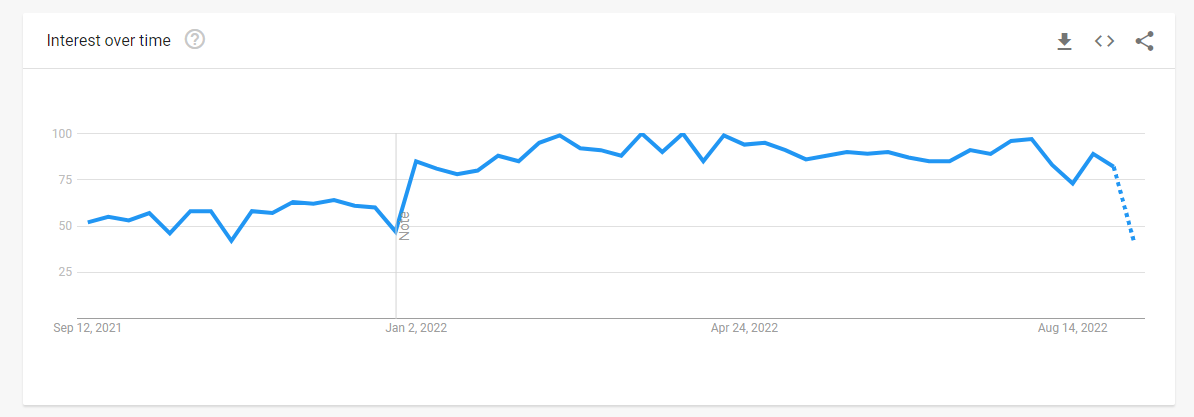 Interest over time
100
75
50
25
Note
Sep 12, 2021
Jan 2, 2022
Apr 24, 2022
Aug 14, 2022